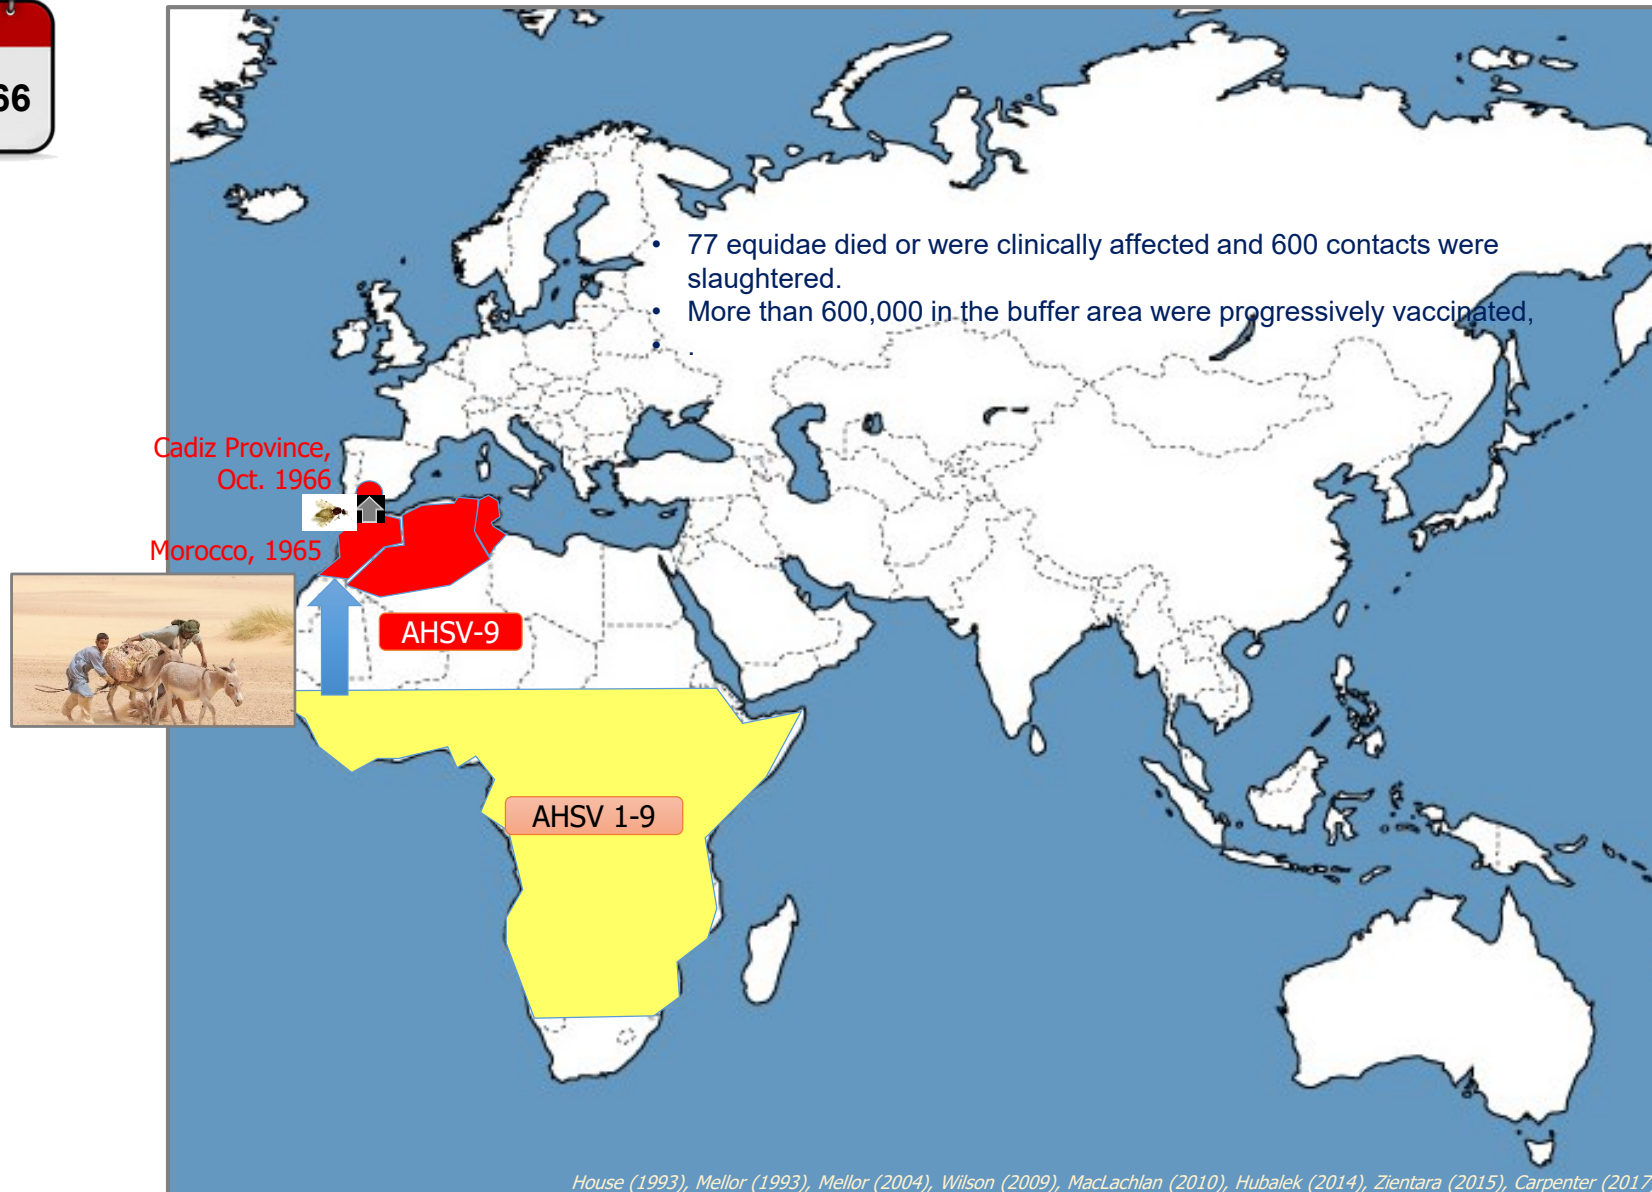 66
• 77 equidae died or were clinically affected and 600 contacts were
slaughtered.
• More than 600,000 in the buffer area were progressively vaccinated,
• .
Cadiz Province,
Oct. 1966
Morocco, 1965
AHSV-9
AHSV 1-9
House (1993), Mellor (1993), Mellor (2004), Wilson (2009), MacLachlan (2010), Hubalek (2014), Zientara (2015), Carpenter (2017